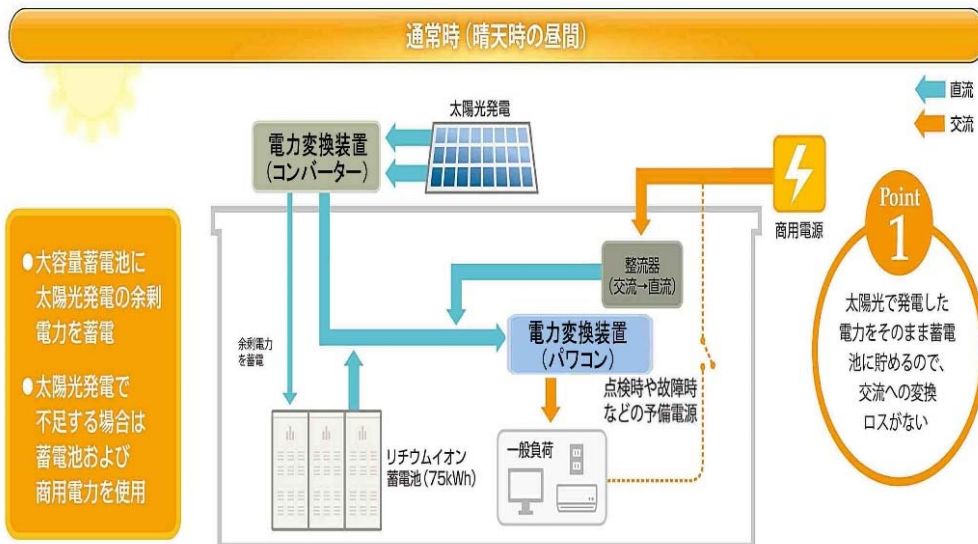 通常時（晴天時の昼間）
直流
交流
太陽光発電
電力変換装置
（コンバーター）
商用電源
Point
1
太陽光で発電した
電力をそのまま蓄電
池に貯めるので、
交流への変換
ロスがない
●大容量蓄電池に
太陽光発電の余剰
電力を蓄電
●太陽光発電で
不足する場合は
蓄電池および
商用電力を使用
整流器
（交流→直流）
余剰電力
を蓄電
電力変換装置
（パワコン）
点検時や故障時
などの予備電源
リチウムイオン
蓄電池（75kWh）
一般負荷